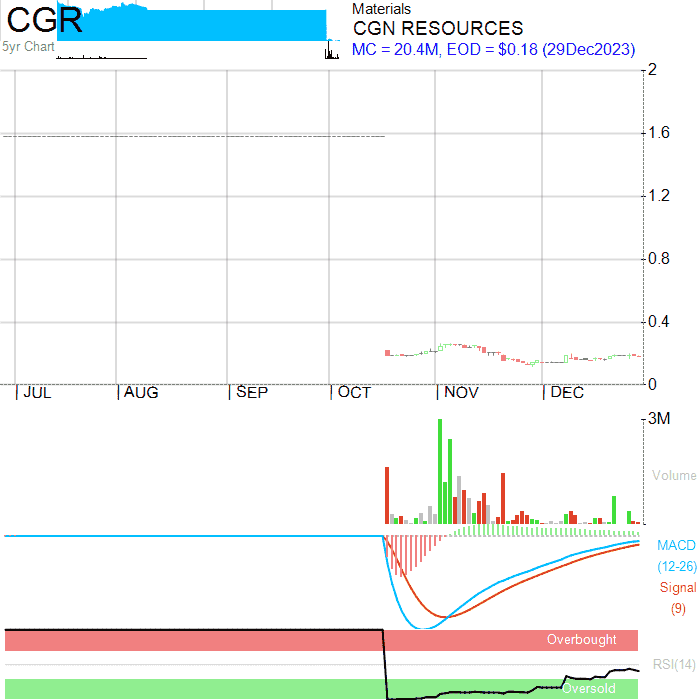 CGR
5yr Chart
Materials
CGN RESOURCES
MC = 20.4M, EOD = $0.18 (29Dec2023)
2
1.6
1.2
0.8
0.4
0
JUL AUG SEP OCT NOV DEC
3M
Volume
MACD
(12-26)
Signal
(9)
Overbought
RSI(14)
Oversold